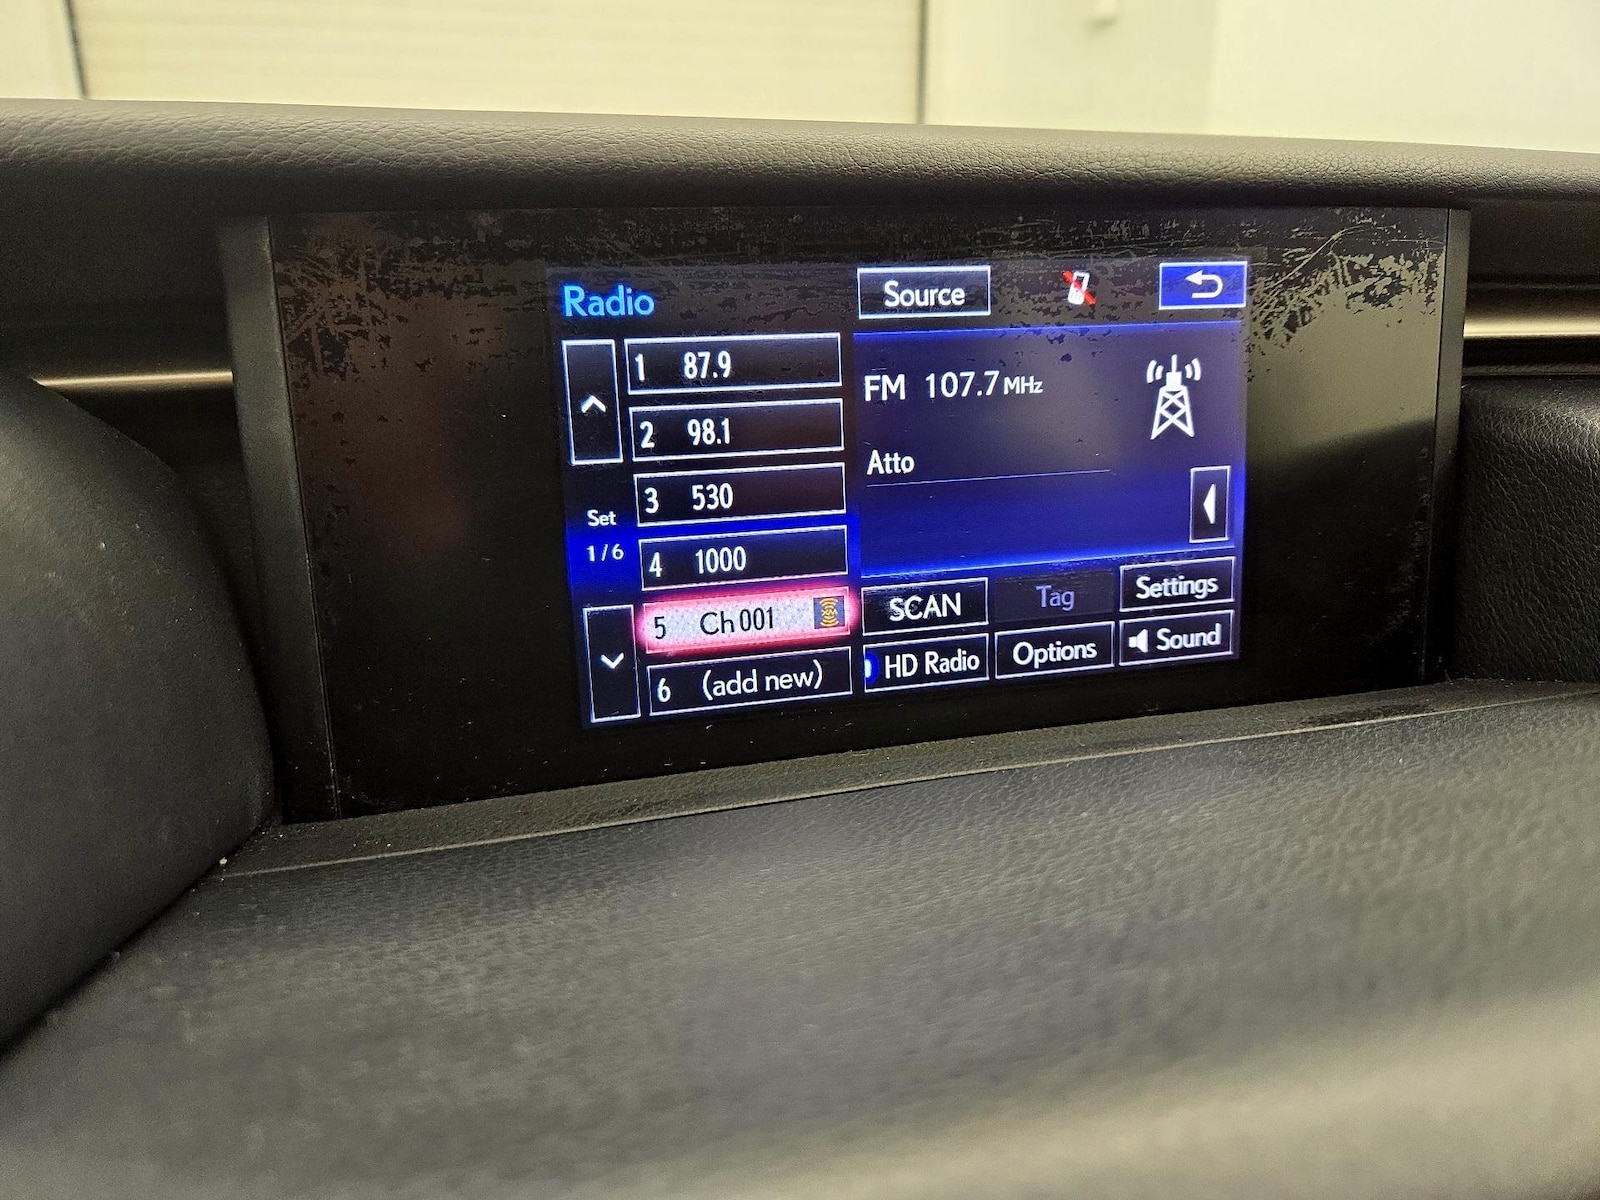 Radio
Source
1 87.9
2 98.1
3 530
Set
1/6
4 1000
5 Ch 001 XM
6 (add new)
FM 107.7 MHz
Atto
SCAN
Tag
Settings
HD Radio
Options
Sound